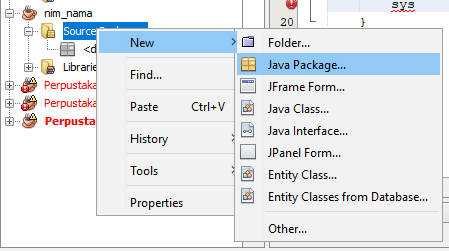 nim_nama
Source
<d
Librarie
Perpustaka
Perpustaka
Perpusta
New
Find...
Paste Ctrl+V
History
Tools
Properties
Folder...
Java Package...
JFrame Form...
Java Class...
Java Interface...
JPanel Form...
Entity Class...
Entity Classes from Database...
Other...
sys
20 }